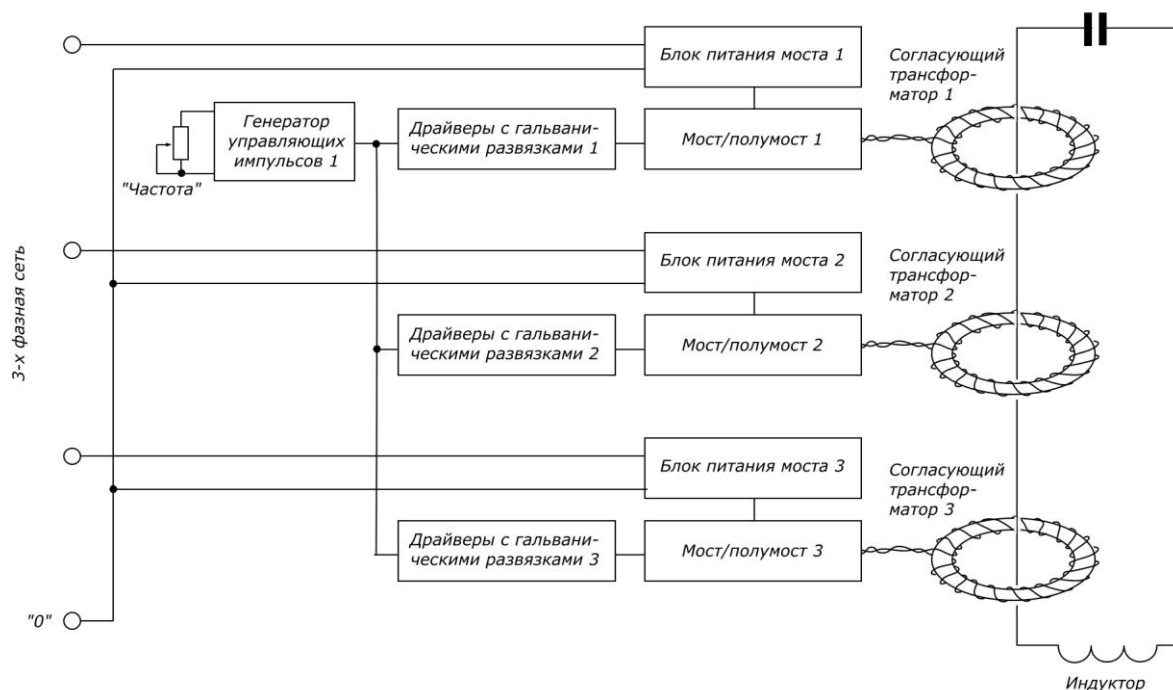 Блок питания моста 1
Согласующий
трансфор-
матор 1
Генератор
управляющих
импульсов 1
Драйверы с гальвани-
ческими развязками 1
Мост/полумост 1
"Частота"
3-х фазная сеть
Блок питания моста 2
Согласующий
трансфор-
матор 2
Драйверы с гальвани-
ческими развязками 2
Мост/полумост 2
Блок питания моста 3
Согласующий
трансфор-
матор 3
Драйверы с гальвани-
ческими развязками 3
Мост/полумост 3
"0"
Индуктор